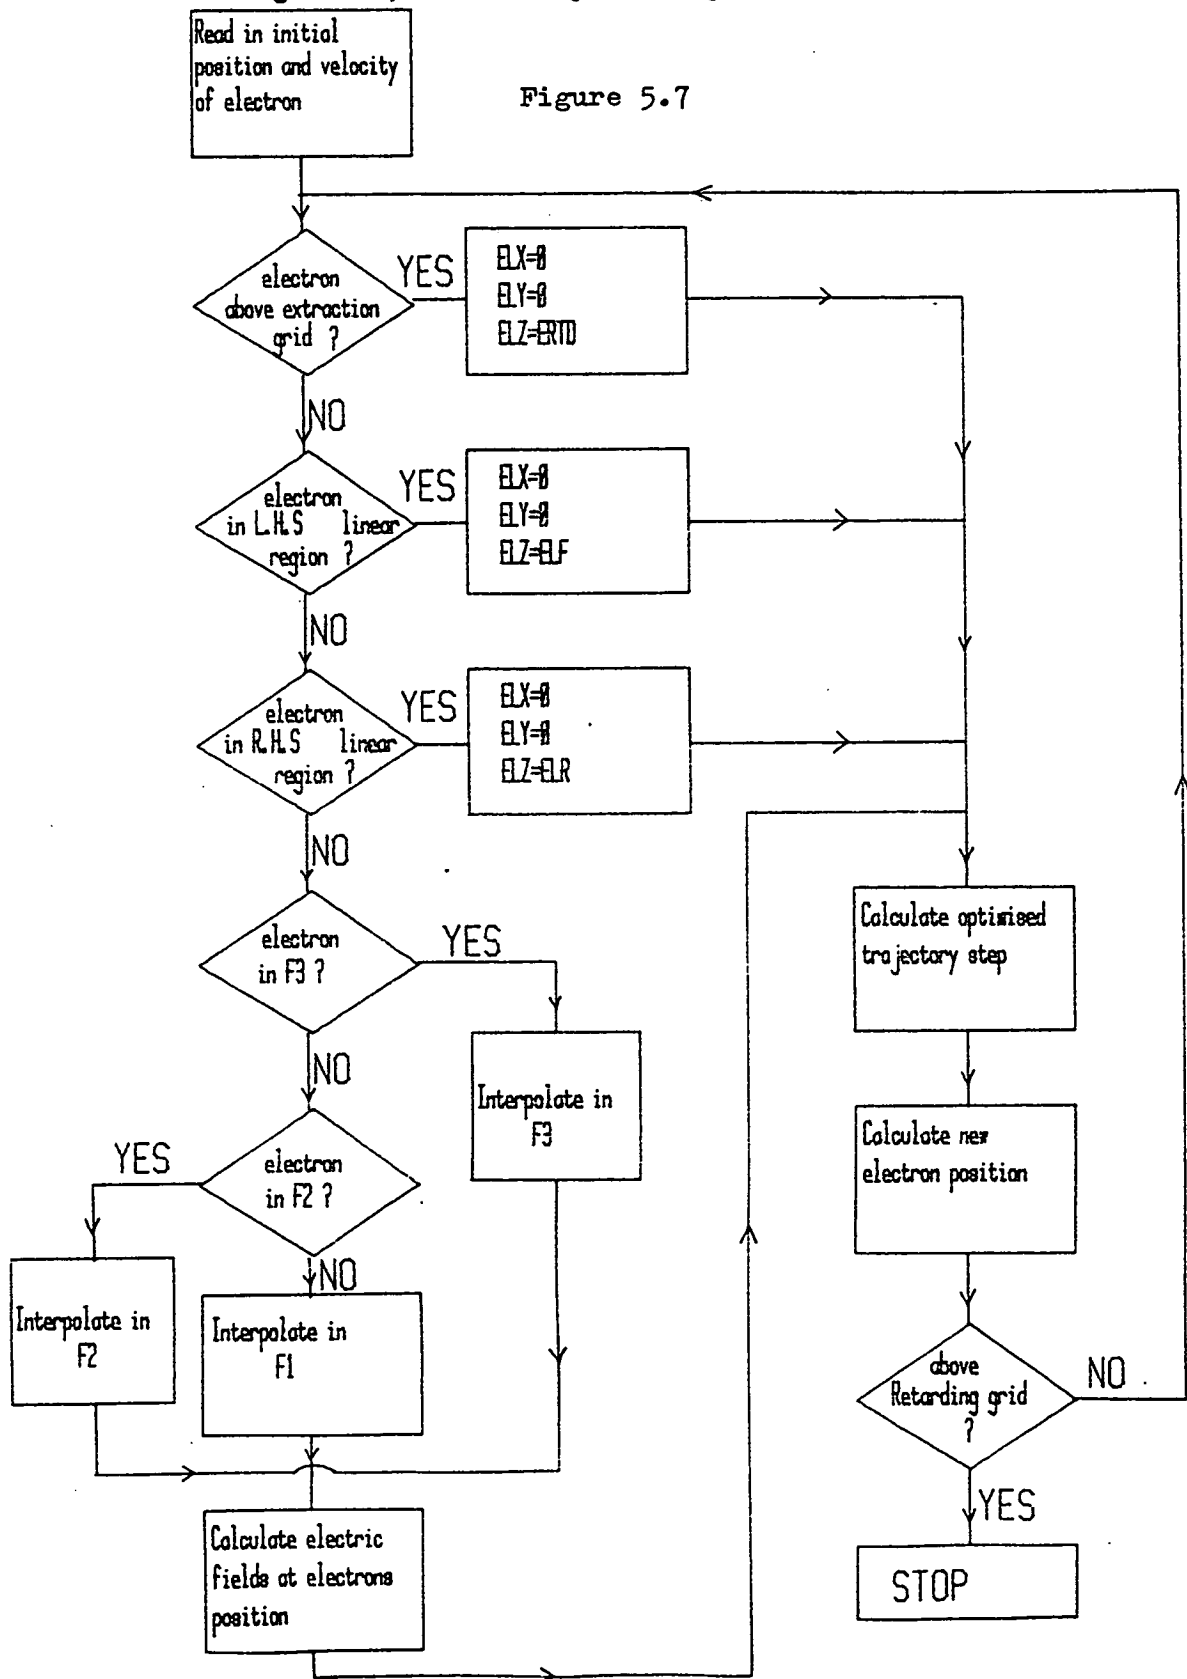 Read in initial
position and velocity
of electron
Figure 5.7
electron
above extraction
grid ?
YES
ELX=0
ELY=0
ELZ=ERTD
NO
electron
in L.H.S linear
region ?
YES
ELX=0
ELY=0
ELZ=ELF
NO
electron
in R.H.S linear
region ?
YES
ELX=0
ELY=0
ELZ=ELR
NO
electron
in F3 ?
YES
NO
Interpolate in
F3
electron
in F2 ?
YES
NO
Interpolate in
F2
Interpolate in
F1
Calculate electric
fields at electrons
position
Calculate optimised
trajectory step
Calculate new
electron position
above
Retarding grid
?
NO
YES
STOP